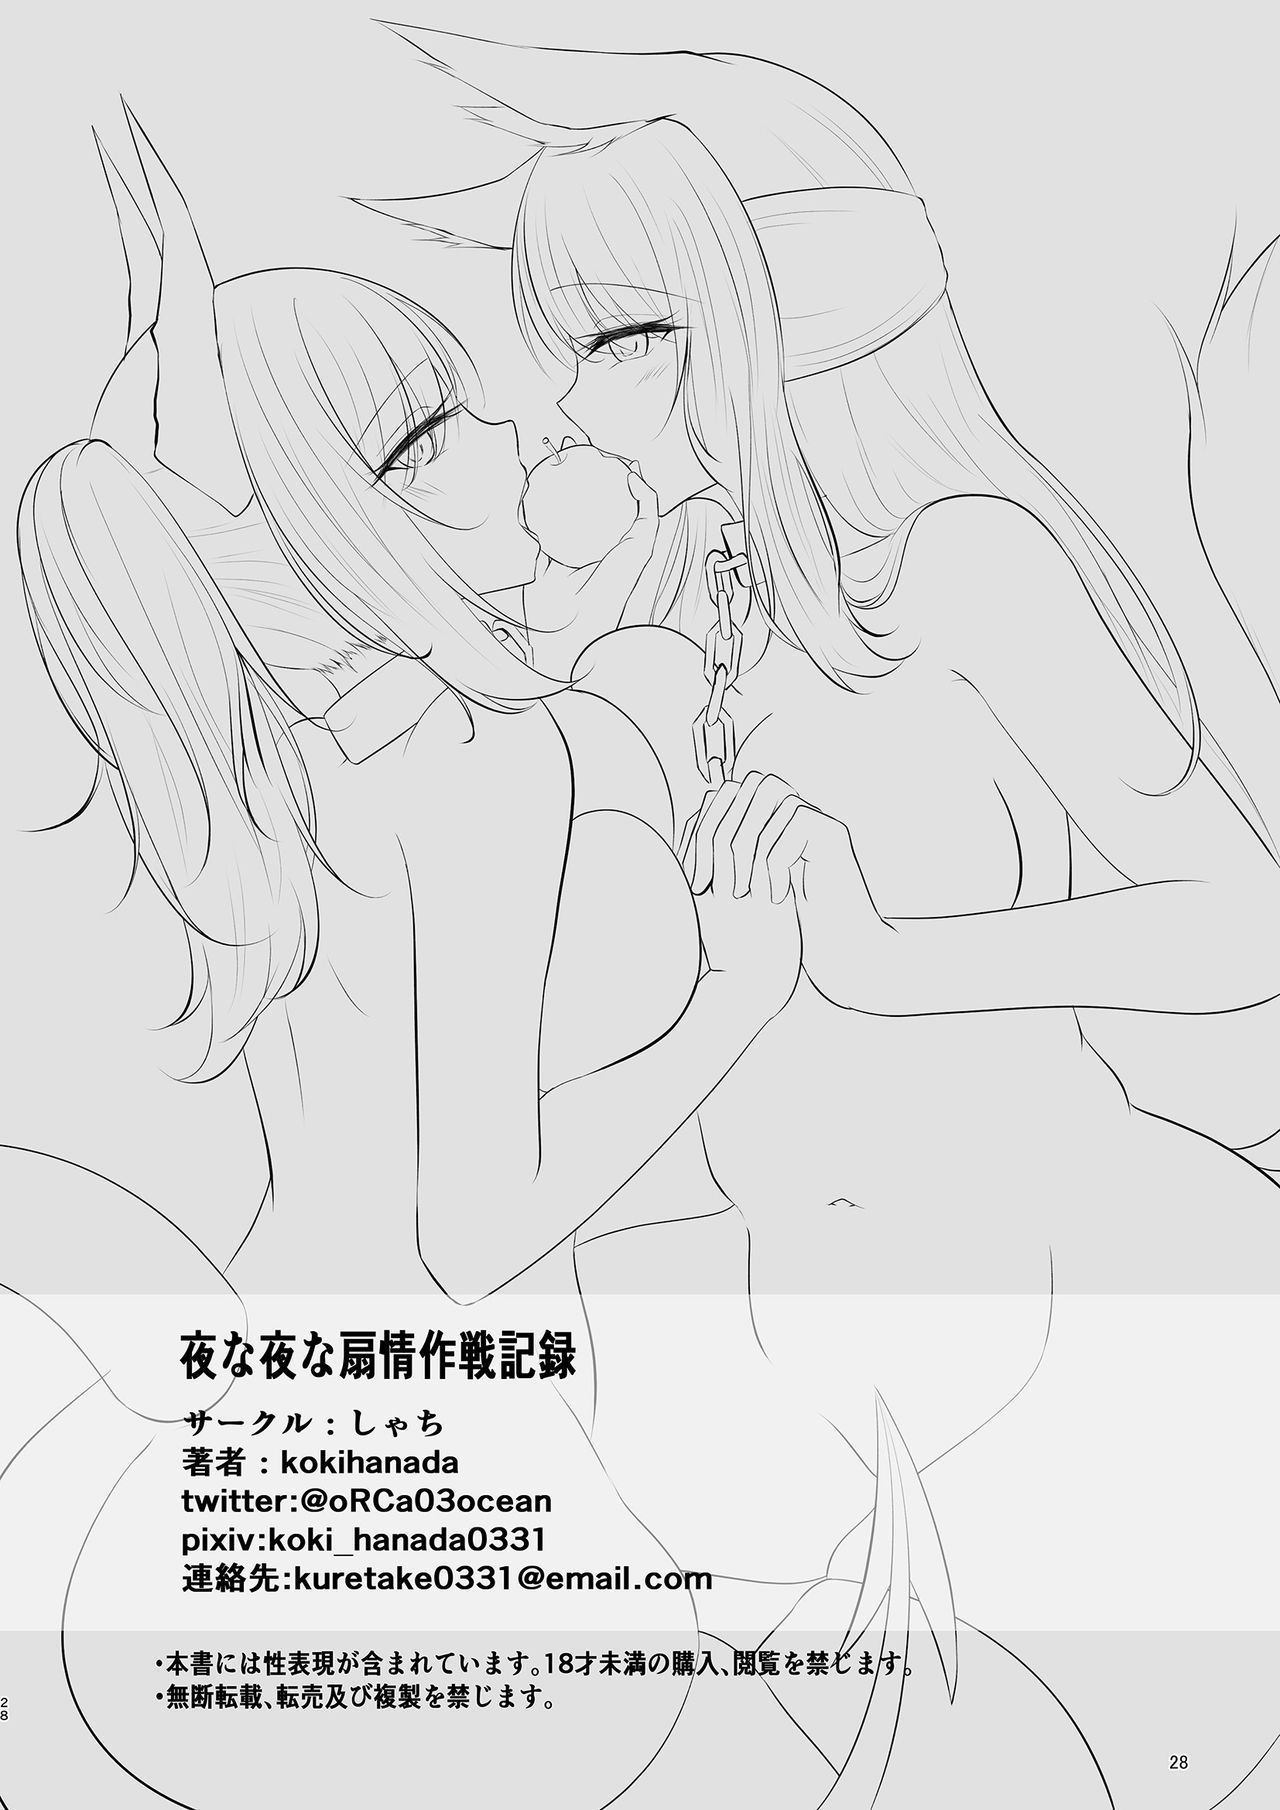 夜な夜な扇情作戦記録
サークル：しゃち
著者：kokihanada
twitter:@oRCa03ocean
pixiv:koki_hanada0331
連絡先:kuretake0331@email.com
・本書には性表現が含まれています。18才未満の購入、閲覧を禁じます。
・無断転載、転売及び複製を禁じます。
28
28